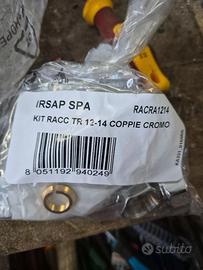 IRSAP SPA
RACRA1214
KIT RACC TR 12-14 COPPIE CROMO
8 051192 940249
subito